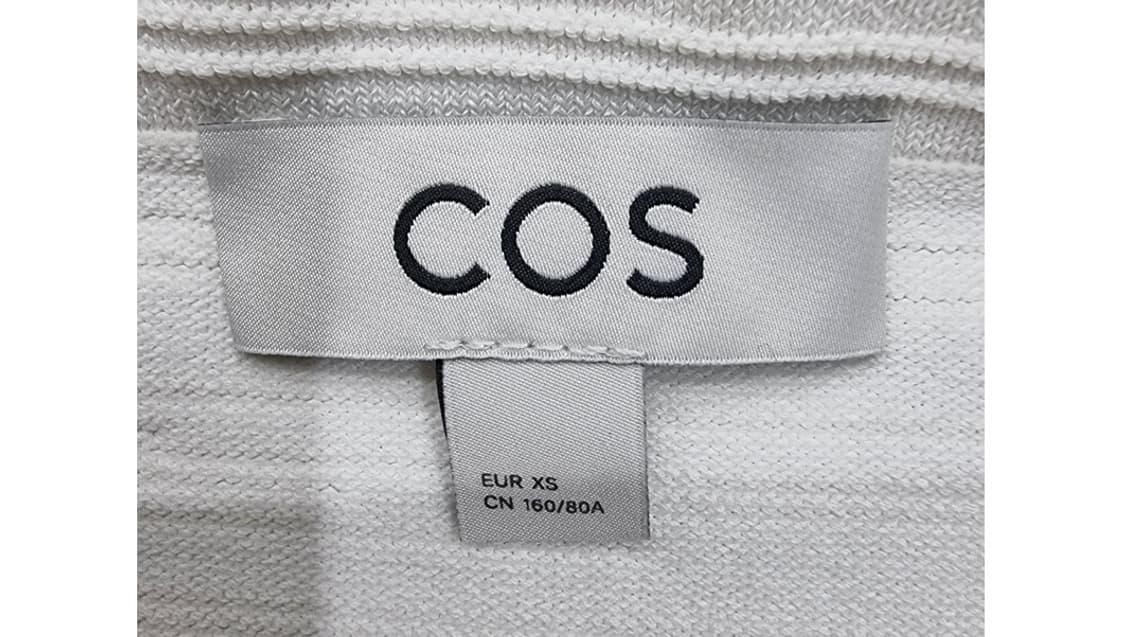 COS
EUR XS
CN 160/80A